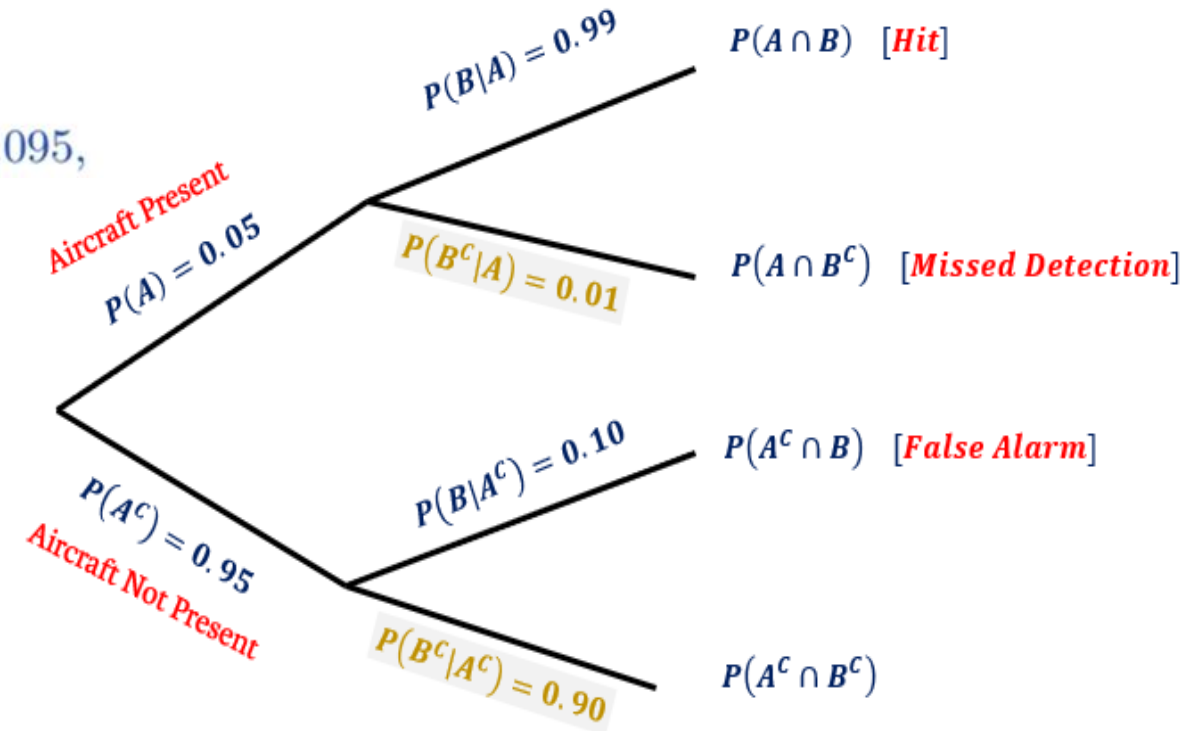 P(A ∩ B) [Hit]
P(B|A) = 0.99
095,
Aircraft Present
P(A) = 0.05
P(B^C|A) = 0.01
P(A ∩ B^C) [Missed Detection]
P(A^C ∩ B) [False Alarm]
P(B|A^C) = 0.10
P(A^C) = 0.95
Aircraft Not Present
P(B^C|A^C) = 0.90
P(A^C ∩ B^C)